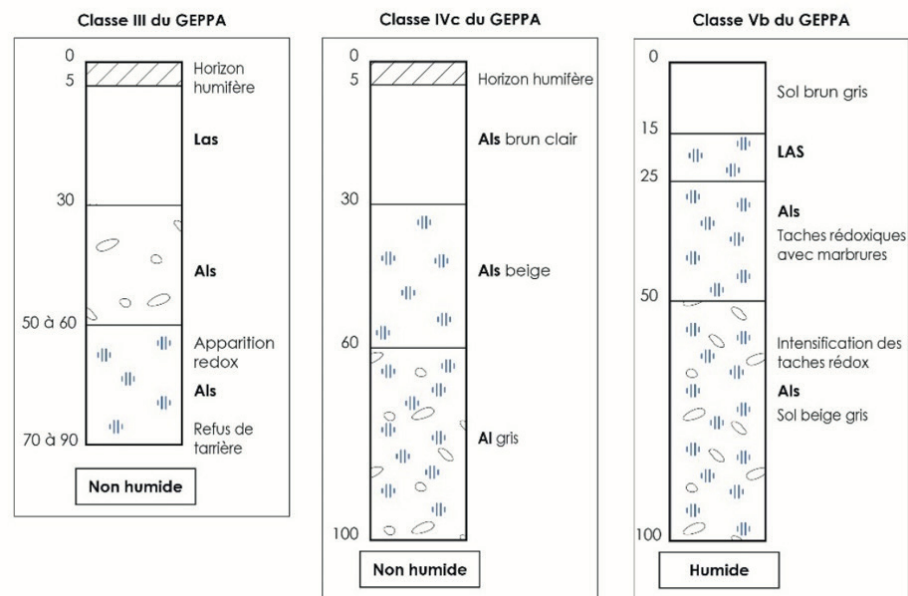 Classe III du GEPPA
0
5
Horizon
humifère
Las
30
Als
50 à 60
Apparition
redox
Als
Refus de
tarrière
70 à 90
Non humide
Classe IVc du GEPPA
0
5
Horizon humifère
Als brun clair
30
Als beige
60
Al gris
100
Non humide
Classe Vb du GEPPA
0
Sol brun gris
15
LAS
25
Als
Taches rédoxiques
avec marbrures
50
Intensification des
taches rédox
Als
Sol beige gris
100
Humide